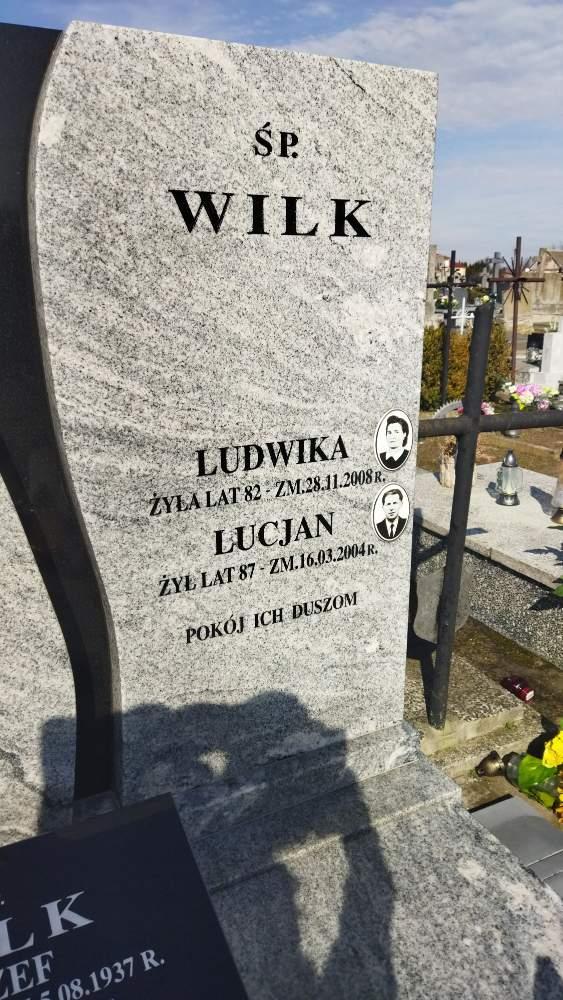 ŚP.
WILK
LUDWIKA
ŻYŁA LAT 82 - ZM.28.11.2008 R.
LUCJAN
ŻYŁ LAT 87 - ZM.16.03.2004 R.
POKÓJ ICH DUSZOM
LK
ZEF
5.08.1937 R.